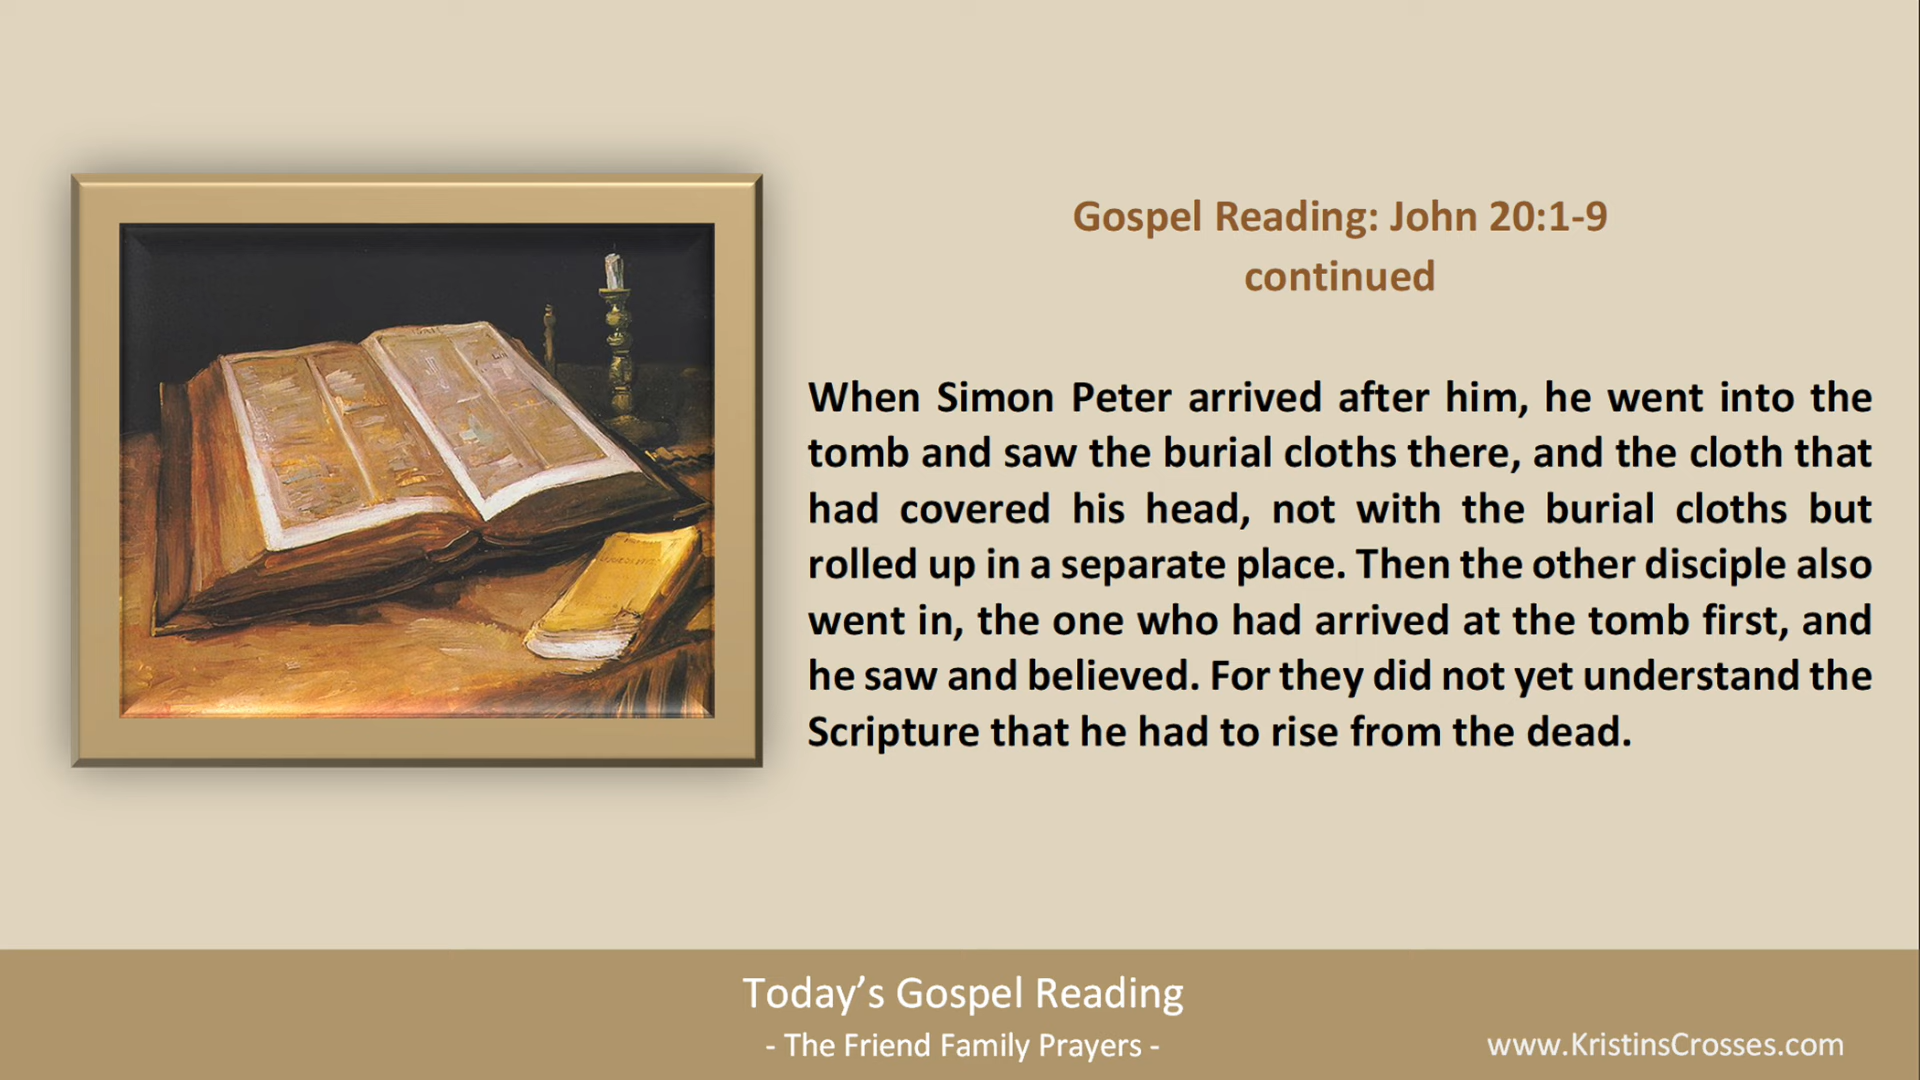 Gospel Reading: John 20:1-9
continued
When Simon Peter arrived after him, he went into the
tomb and saw the burial cloths there, and the cloth that
had covered his head, not with the burial cloths but
rolled up in a separate place. Then the other disciple also
went in, the one who had arrived at the tomb first, and
he saw and believed. For they did not yet understand the
Scripture that he had to rise from the dead.
Today’s Gospel Reading
- The Friend Family Prayers -
www.KristinsCrosses.com